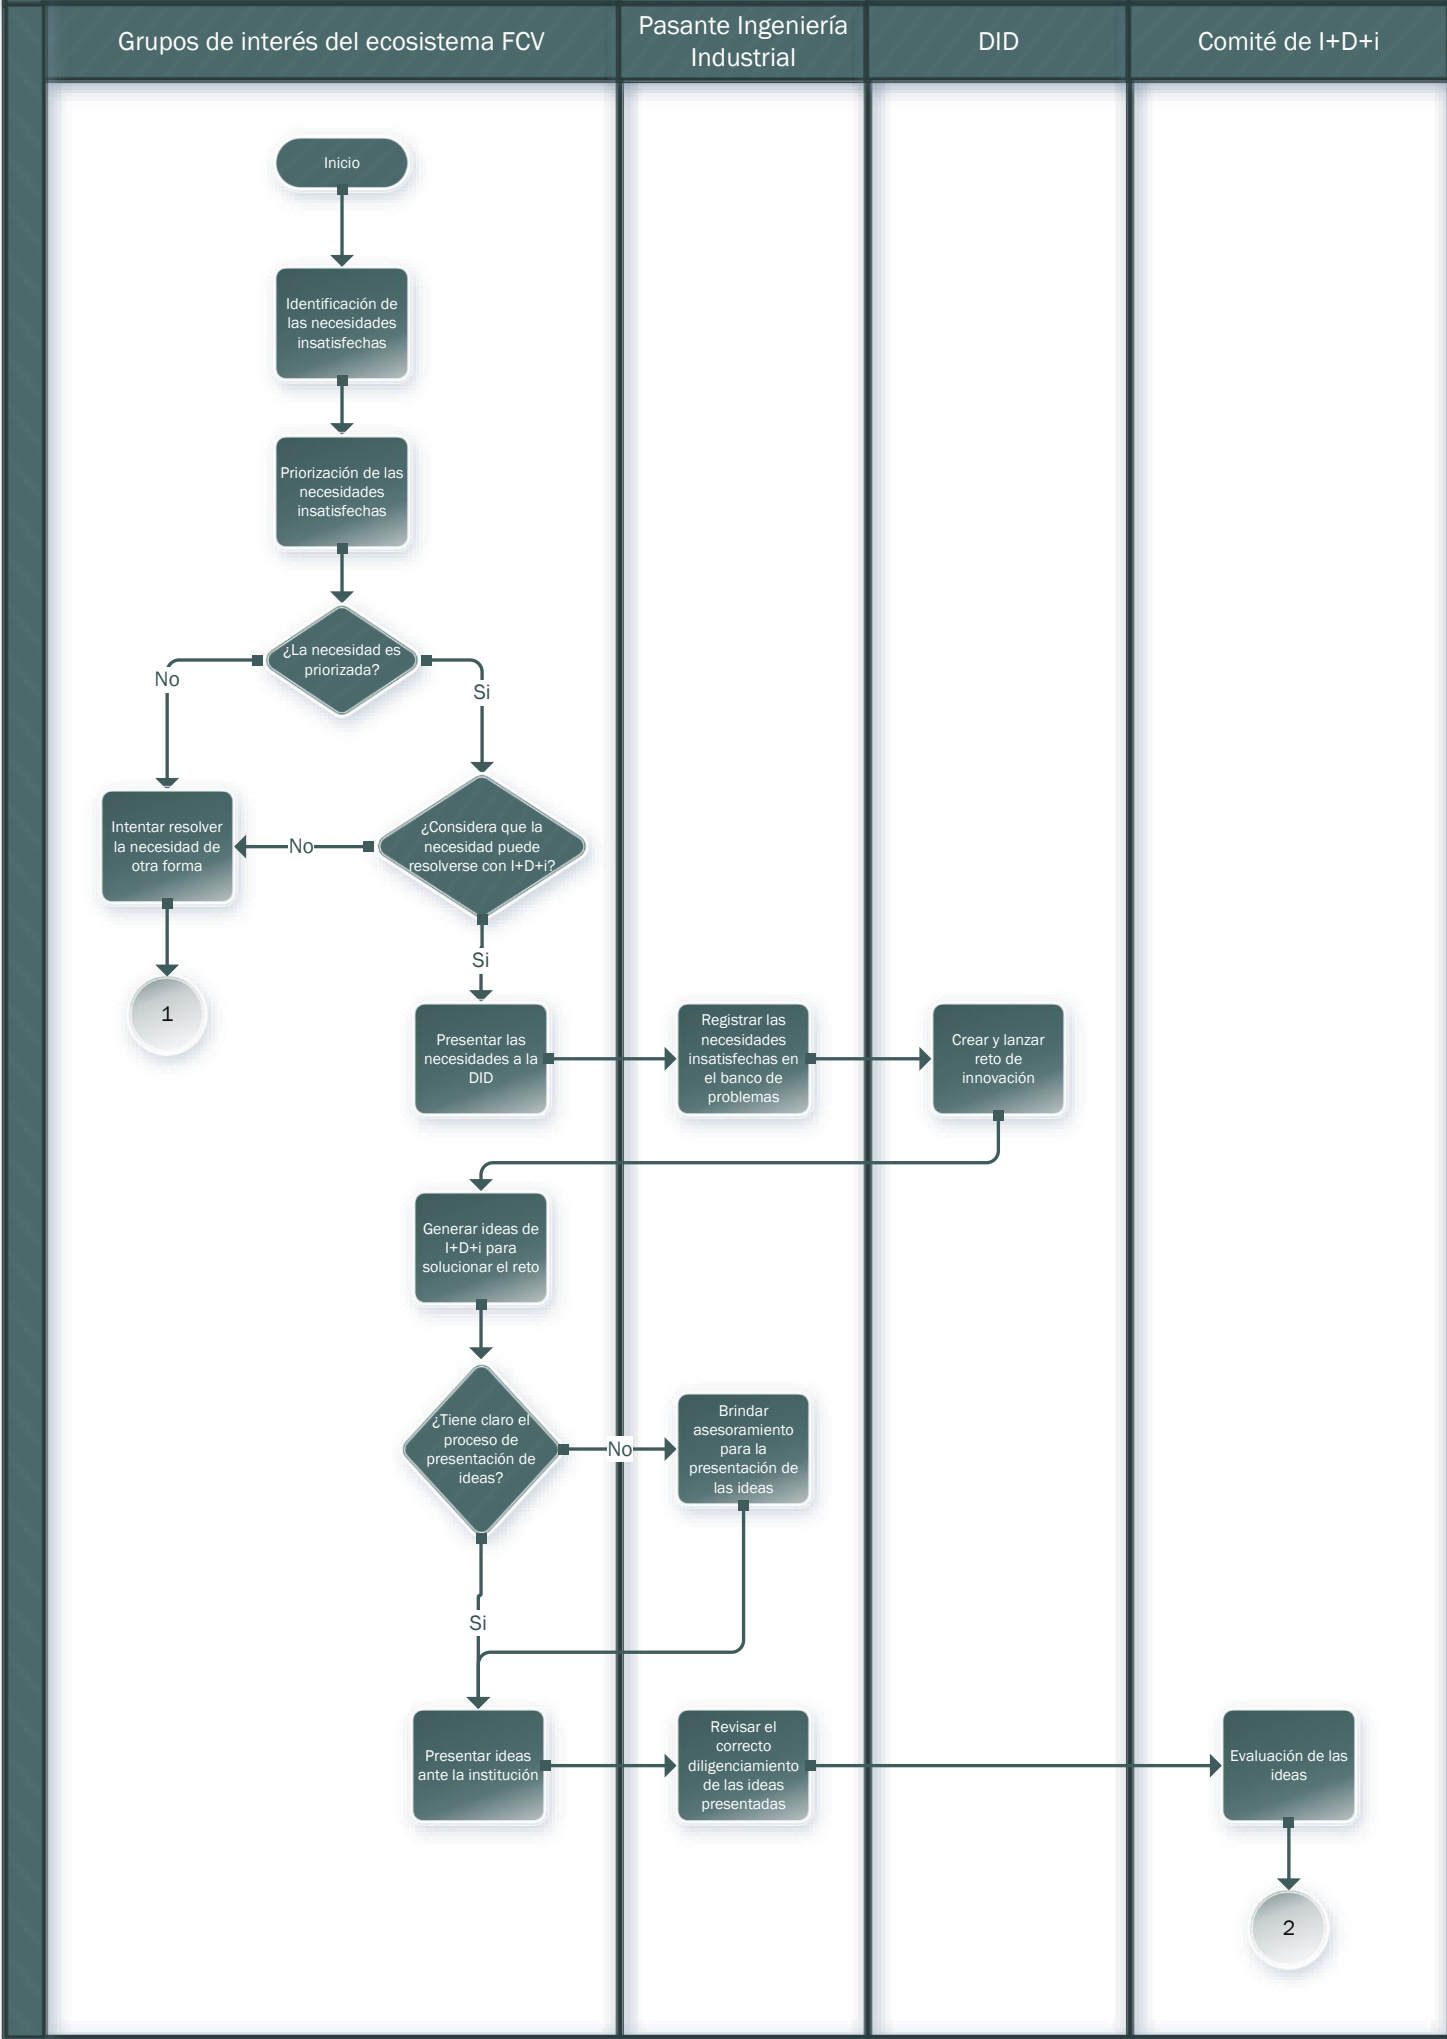 Grupos de interés del ecosistema FCV
Pasante Ingeniería
Industrial
DID
Comité de I+D+i
Inicio
Identificación de
las necesidades
insatisfechas
Priorización de las
necesidades
insatisfechas
¿La necesidad es
priorizada?
No
Si
Intentar resolver
la necesidad de
otra forma
No
¿Considera que la
necesidad puede
resolverse con I+D+i?
Si
1
Presentar las
necesidades a la
DID
Registrar las
necesidades
insatisfechas en
el banco de
problemas
Crear y lanzar
reto de
innovación
Generar ideas de
I+D+i para
solucionar el reto
¿Tiene claro el
proceso de
presentación de
ideas?
No
Brindar
asesoramiento
para la
presentación de
las ideas
Si
Presentar ideas
ante la institución
Revisar el
correcto
diligenciamiento
de las ideas
presentadas
Evaluación de las
ideas
2